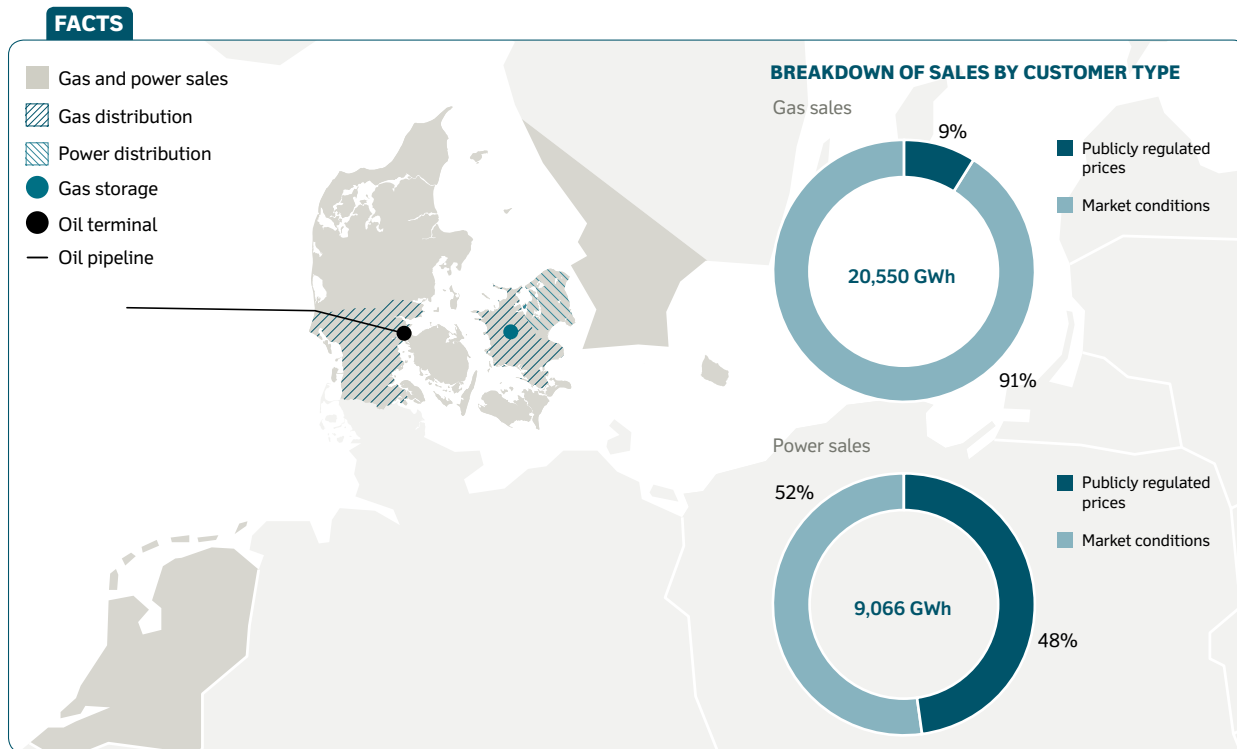 FACTS
Gas and power sales
Gas distribution
Power distribution
Gas storage
Oil terminal
Oil pipeline
BREAKDOWN OF SALES BY CUSTOMER TYPE
Gas sales
9%
Publicly regulated
prices
Market conditions
20,550 GWh
91%
Power sales
52%
Publicly regulated
prices
Market conditions
9,066 GWh
48%